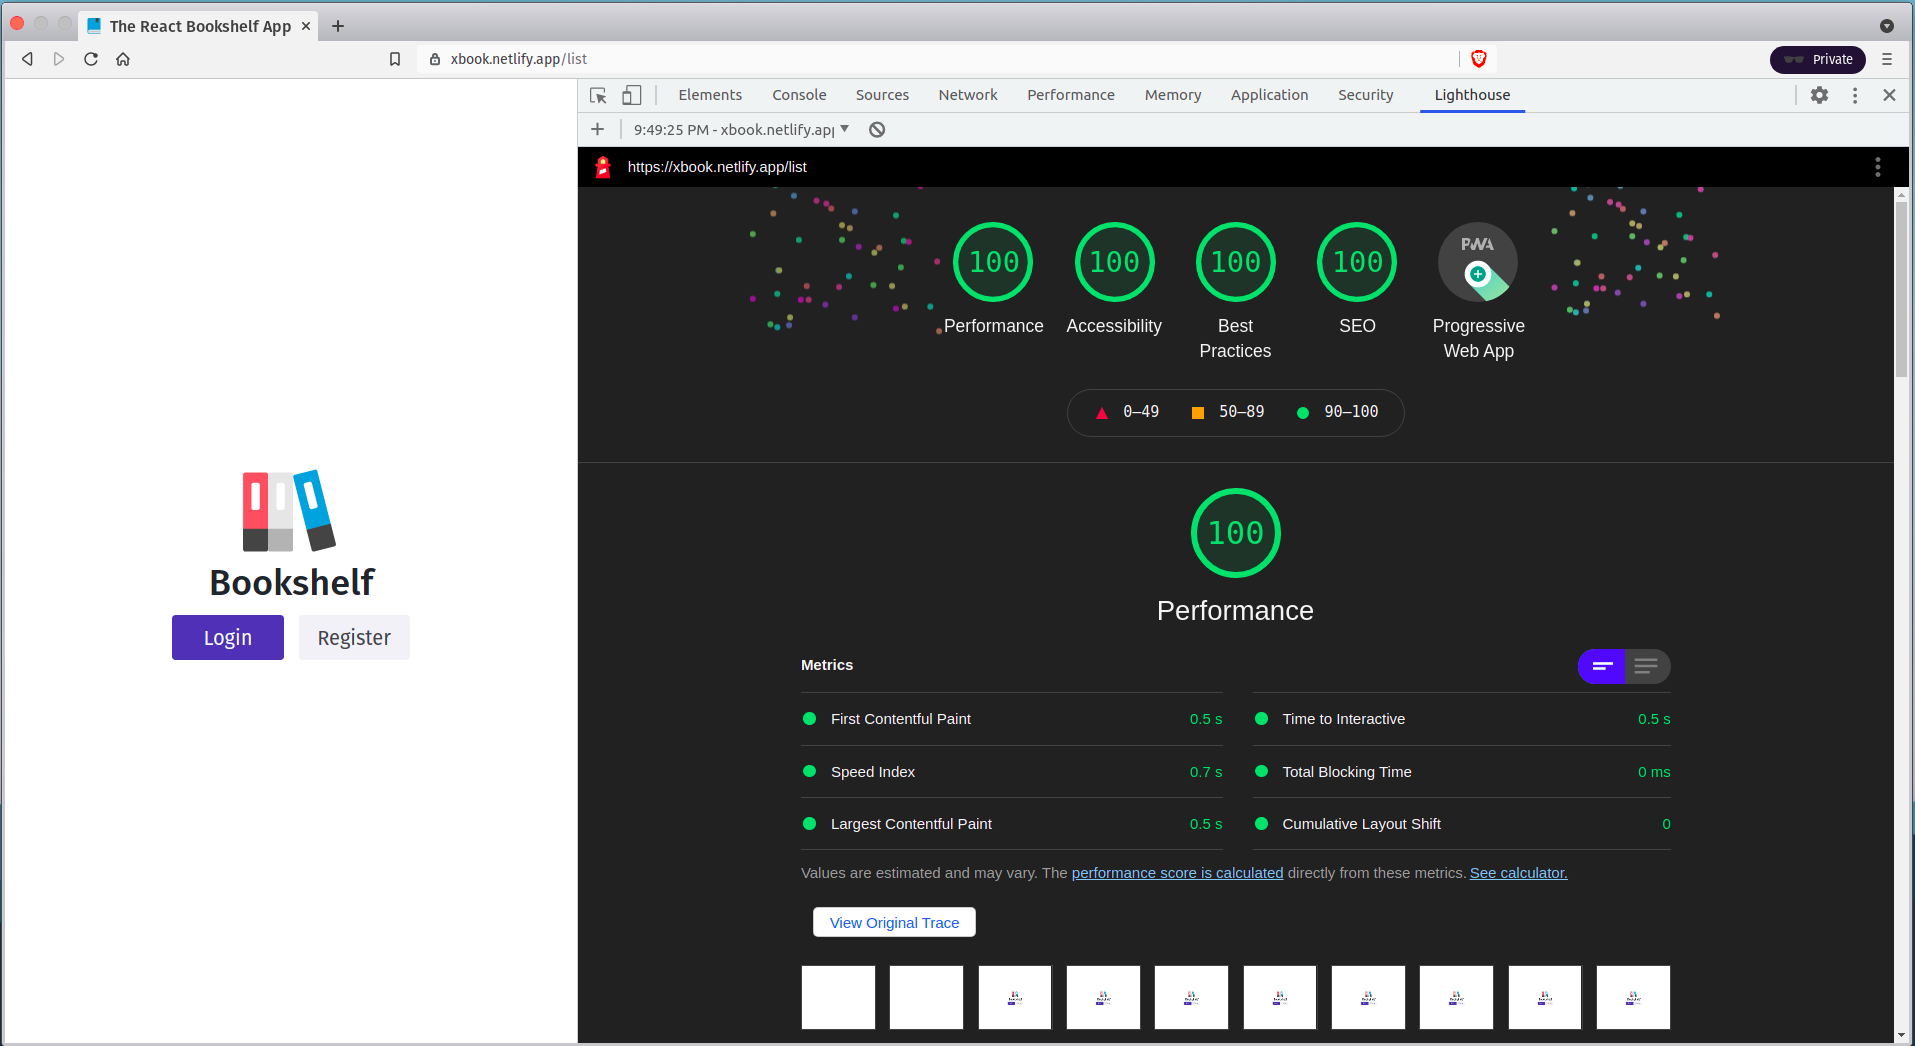 The React Bookshelf App
xbook.netlify.app/list
Private
Elements Console Sources Network Performance Memory Application Security Lighthouse
9:49:25 PM - xbook.netlify.app
https://xbook.netlify.app/list
100 100 100 100 PWA
Performance Accessibility Best Practices SEO Progressive Web App
0–49 50–89 90–100
100
Performance
Bookshelf
Login Register
Metrics
First Contentful Paint 0.5 s Time to Interactive 0.5 s
Speed Index 0.7 s Total Blocking Time 0 ms
Largest Contentful Paint 0.5 s Cumulative Layout Shift 0
Values are estimated and may vary. The performance score is calculated directly from these metrics. See calculator.
View Original Trace